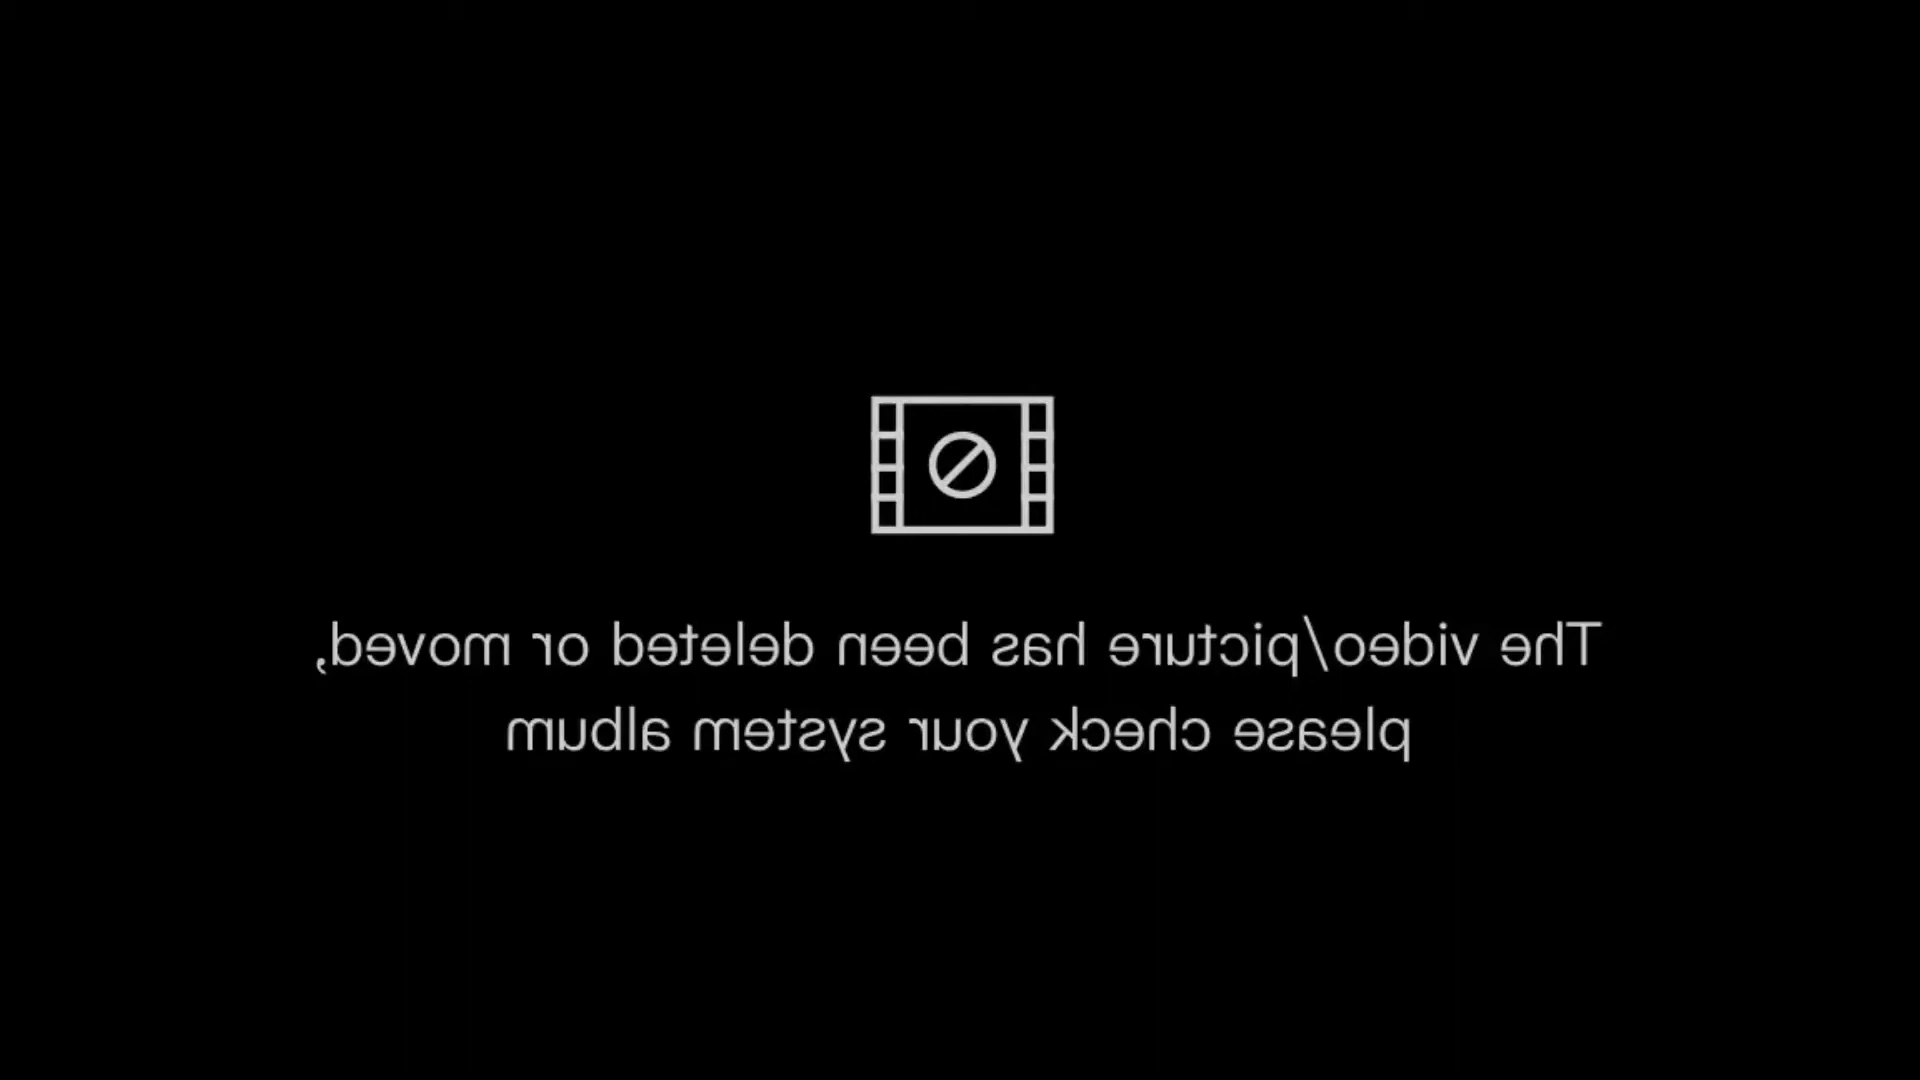 The video/picture has been deleted or moved,
please check your system album